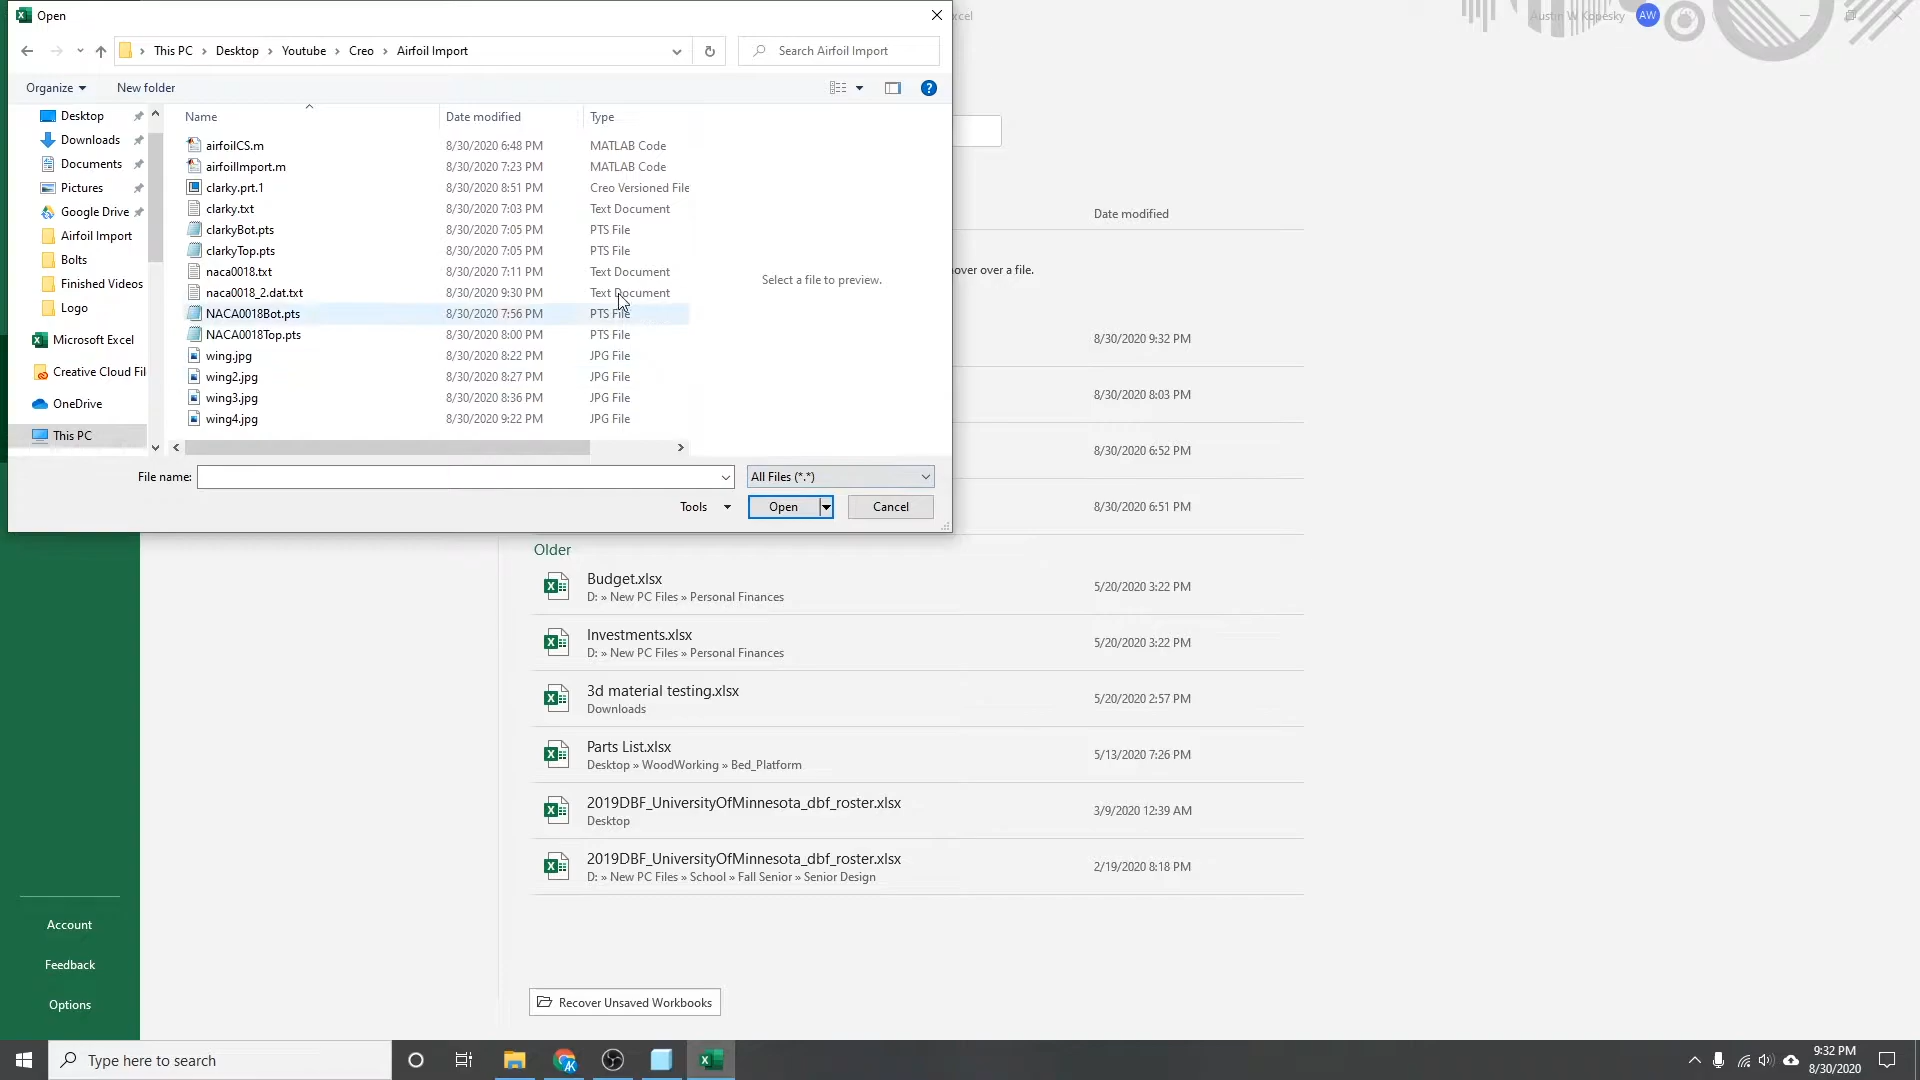 Open
xcel
Austin W Kopesky
AW
This PC > Desktop > Youtube > Creo > Airfoil Import
Search Airfoil Import
Organize
New folder
Name
Date modified
Type
Desktop
Downloads
Documents
Pictures
Google Drive
Airfoil Import
Bolts
Finished Videos
Logo
Microsoft Excel
Creative Cloud Fil
OneDrive
This PC
airfoilCS.m 8/30/2020 6:48 PM MATLAB Code
airfoilImport.m 8/30/2020 7:23 PM MATLAB Code
clarky.prt.1 8/30/2020 8:51 PM Creo Versioned File
clarky.txt 8/30/2020 7:03 PM Text Document
clarkyBot.pts 8/30/2020 7:05 PM PTS File
clarkyTop.pts 8/30/2020 7:05 PM PTS File
naca0018.txt 8/30/2020 7:11 PM Text Document
naca0018_2.dat.txt 8/30/2020 9:30 PM Text Document
NACA0018Bot.pts 8/30/2020 7:56 PM PTS File
NACA0018Top.pts 8/30/2020 8:00 PM PTS File
wing.jpg 8/30/2020 8:22 PM JPG File
wing2.jpg 8/30/2020 8:27 PM JPG File
wing3.jpg 8/30/2020 8:36 PM JPG File
wing4.jpg 8/30/2020 9:22 PM JPG File
Select a file to preview.
File name:
All Files (*.*)
Tools
Open
Cancel
Date modified
over over a file.
8/30/2020 9:32 PM
8/30/2020 8:03 PM
8/30/2020 6:52 PM
8/30/2020 6:51 PM
Older
Budget.xlsx
D: » New PC Files » Personal Finances
5/20/2020 3:22 PM
Investments.xlsx
D: » New PC Files » Personal Finances
5/20/2020 3:22 PM
3d material testing.xlsx
Downloads
5/20/2020 2:57 PM
Parts List.xlsx
Desktop » WoodWorking » Bed_Platform
5/13/2020 7:26 PM
2019DBF_UniversityOfMinnesota_dbf_roster.xlsx
Desktop
3/9/2020 12:39 AM
2019DBF_UniversityOfMinnesota_dbf_roster.xlsx
D: » New PC Files » School » Fall Senior » Senior Design
2/19/2020 8:18 PM
Account
Feedback
Options
Recover Unsaved Workbooks
Type here to search
AK
9:32 PM
8/30/2020